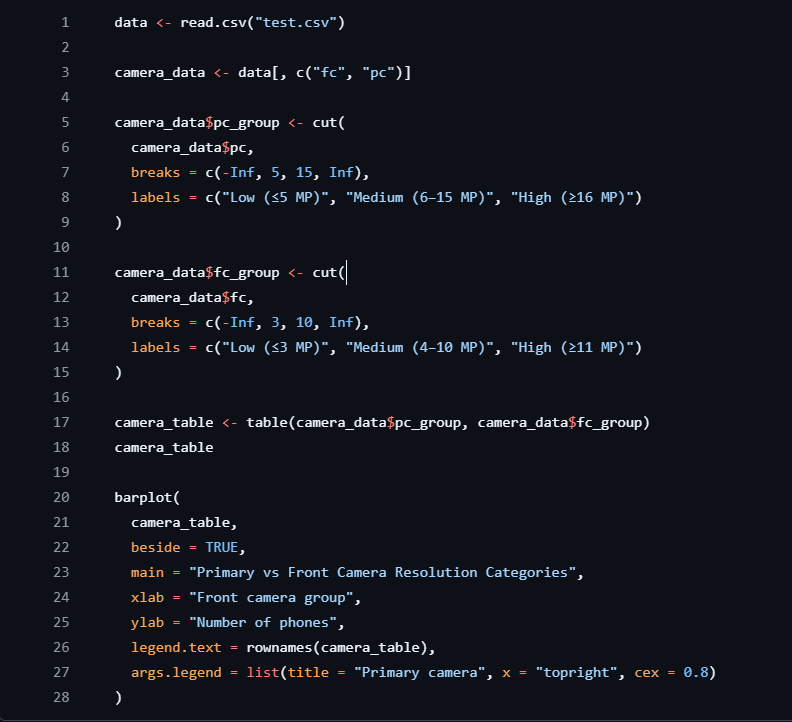 1 data <- read.csv("test.csv")
2
3 camera_data <- data[, c("fc", "pc")]
4
5 camera_data$pc_group <- cut(
6   camera_data$pc,
7   breaks = c(-Inf, 5, 15, Inf),
8   labels = c("Low (≤5 MP)", "Medium (6–15 MP)", "High (≥16 MP)")
9 )
10
11 camera_data$fc_group <- cut(
12   camera_data$fc,
13   breaks = c(-Inf, 3, 10, Inf),
14   labels = c("Low (≤3 MP)", "Medium (4–10 MP)", "High (≥11 MP)")
15 )
16
17 camera_table <- table(camera_data$pc_group, camera_data$fc_group)
18 camera_table
19
20 barplot(
21   camera_table,
22   beside = TRUE,
23   main = "Primary vs Front Camera Resolution Categories",
24   xlab = "Front camera group",
25   ylab = "Number of phones",
26   legend.text = rownames(camera_table),
27   args.legend = list(title = "Primary camera", x = "topright", cex = 0.8)
28 )